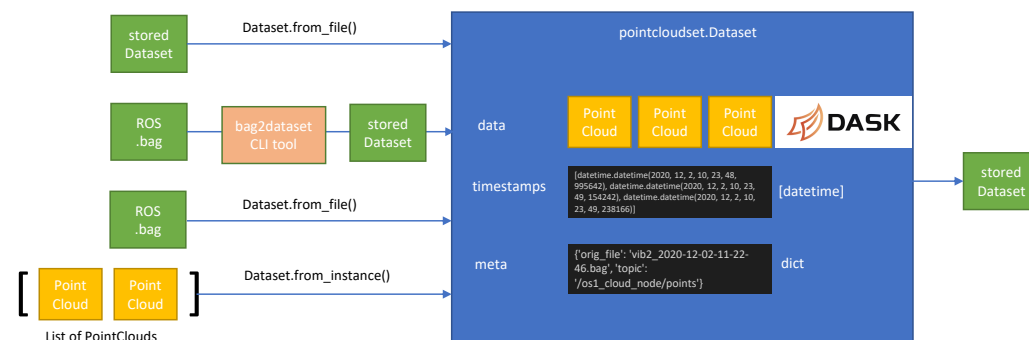 stored
Dataset
Dataset.from_file()
ROS
.bag
bag2dataset
CLI tool
stored
Dataset
ROS
.bag
Dataset.from_file()
Point
Cloud
Point
Cloud
Dataset.from_instance()
List of PointClouds
pointcloudset.Dataset
data
Point
Cloud
Point
Cloud
Point
Cloud
DASK
timestamps
[datetime.datetime(2020, 12, 2, 10, 23, 48,
995642), datetime.datetime(2020, 12, 2, 10, 23,
49, 154242), datetime.datetime(2020, 12, 2, 10,
23, 49, 238166)]
[datetime]
meta
{'orig_file': 'vib2_2020-12-02-11-22-
46.bag', 'topic':
'/os1_cloud_node/points'}
dict
stored
Dataset